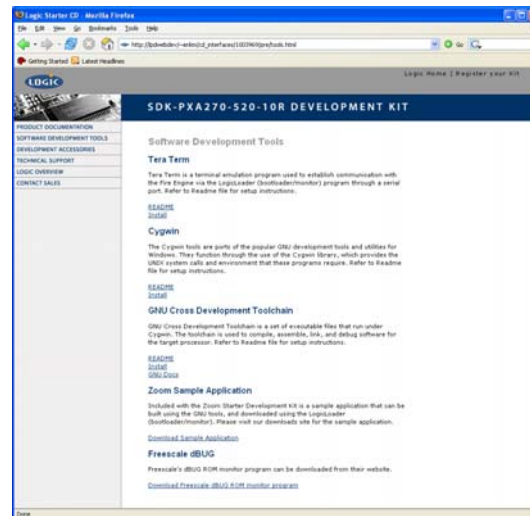 Logic Starter CD - Mozilla Firefox
File Edit View Go Bookmarks Tools Help
Go
Getting Started Latest Headlines
LOGIC
Logic Home | Register your Kit
SDK-PXA270-520-10R DEVELOPMENT KIT
PRODUCT DOCUMENTATION
SOFTWARE DEVELOPMENT TOOLS
DEVELOPMENT ACCESSORIES
TECHNICAL SUPPORT
LOGIC OVERVIEW
CONTACT SALES
Software Development Tools
Tera Term
Tera Term is a terminal emulation program used to establish communication with
the Fire Engine via the LogicLoader (bootloader/monitor) program through a serial
port. Refer to Readme file for setup instructions.
README
Install
Cygwin
The Cygwin tools are ports of the popular GNU development tools and utilities for
Windows. They function through the use of the Cygwin library, which provides the
UNIX system calls and environment that these programs require. Refer to Readme
file for setup instructions.
README
Install
GNU Cross Development Toolchain
GNU Cross Development Toolchain is a set of executable files that run under
Cygwin. The toolchain is used to compile, assemble, link, and debug software for
the target processor. Refer to Readme file for setup instructions.
README
Install
GNU Docs
Zoom Sample Application
Included with the Zoom Starter Development Kit is a sample application that can be
built using the GNU tools, and downloaded using the LogicLoader
(bootloader/monitor). Please visit our downloads site for the sample application.
Download Sample Application
Freescale dBUG
Freescale's dBUG ROM monitor program can be downloaded from their website.
Download Freescale dBUG ROM monitor program
Done